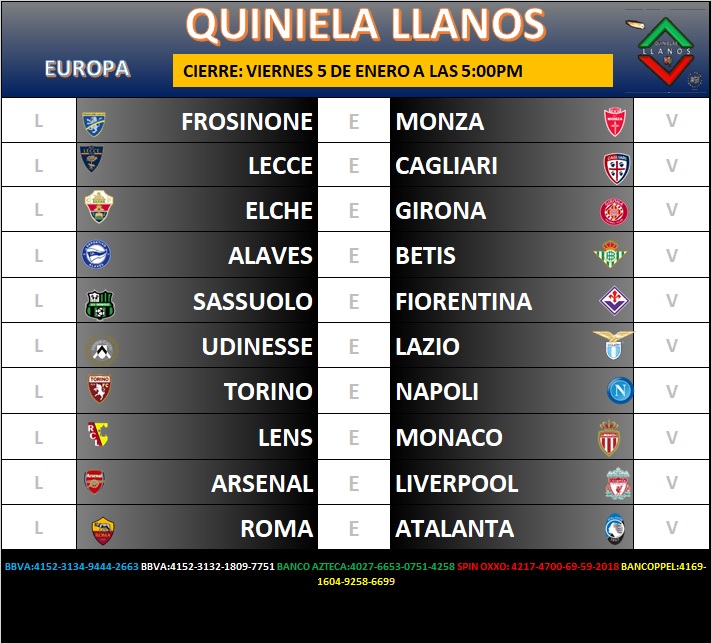 QUINIELA LLANOS
EUROPA
CIERRE: VIERNES 5 DE ENERO A LAS 5:00PM
QUINIELAS
LLANOS
L FROSINONE E MONZA V
L LECCE E CAGLIARI V
L ELCHE E GIRONA V
L ALAVES E BETIS V
L SASSUOLO E FIORENTINA V
L UDINESSE E LAZIO V
L TORINO E NAPOLI V
L LENS E MONACO V
L ARSENAL E LIVERPOOL V
L ROMA E ATALANTA V
BBVA:4152-3134-9444-2663 BBVA:4152-3132-1809-7751 BANCO AZTECA:4027-6653-0751-4258 SPIN OXXO: 4217-4700-69-59-2018 BANCOPPEL:4169-
1604-9258-6699